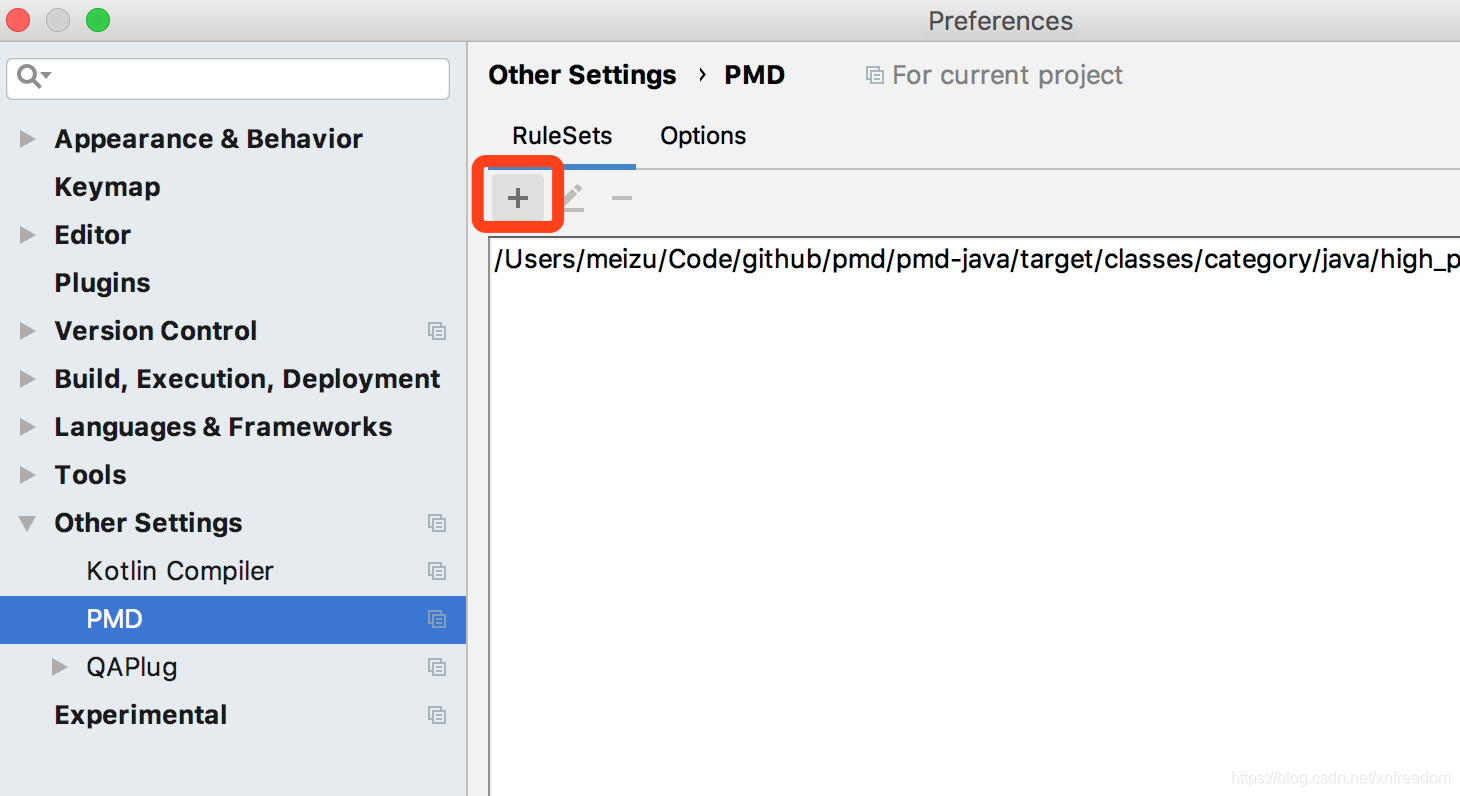 Preferences
Other Settings › PMD For current project
RuleSets Options
/Users/meizu/Code/github/pmd/pmd-java/target/classes/category/java/high_p
Appearance & Behavior
Keymap
Editor
Plugins
Version Control
Build, Execution, Deployment
Languages & Frameworks
Tools
Other Settings
Kotlin Compiler
PMD
QAPlug
Experimental
https://blog.csdn.net/xnfreedom